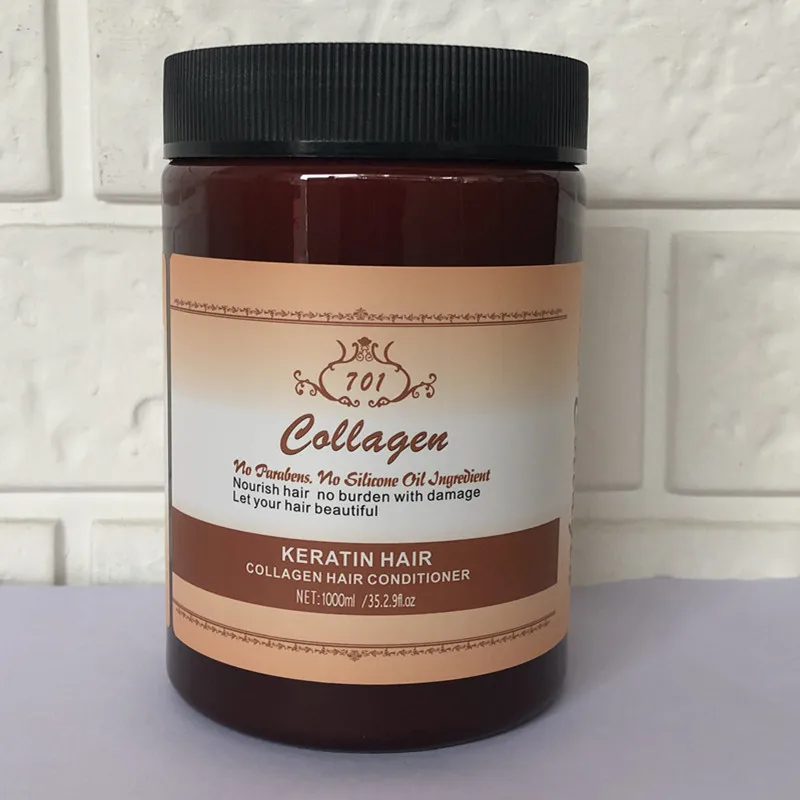 701
Collagen
No Parabens. No Silicone Oil Ingredient
Nourish hair no burden with damage
Let your hair beautiful
KERATIN HAIR
COLLAGEN HAIR CONDITIONER
NET:1000ml /35.2.9fl.oz